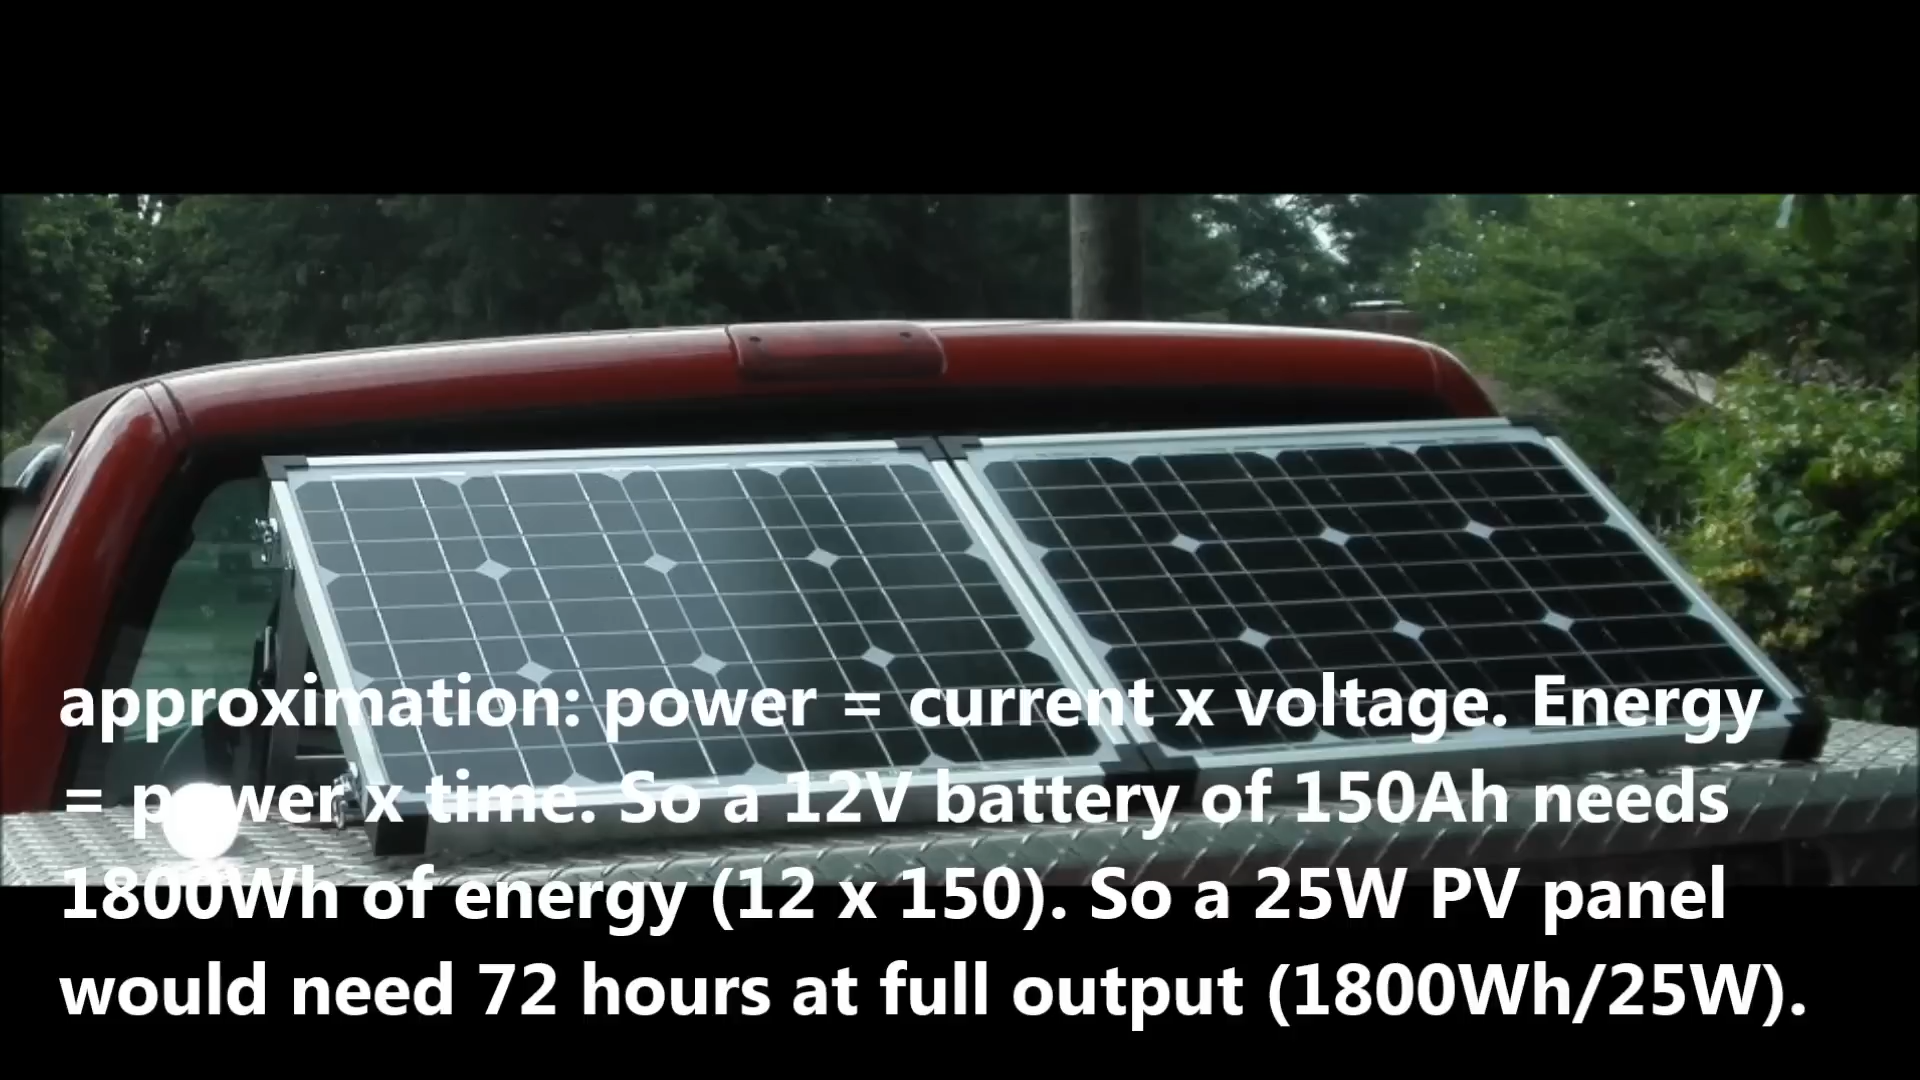 approximation: power = current x voltage. Energy
= power x time. So a 12V battery of 150Ah needs
1800Wh of energy (12 x 150). So a 25W PV panel
would need 72 hours at full output (1800Wh/25W).